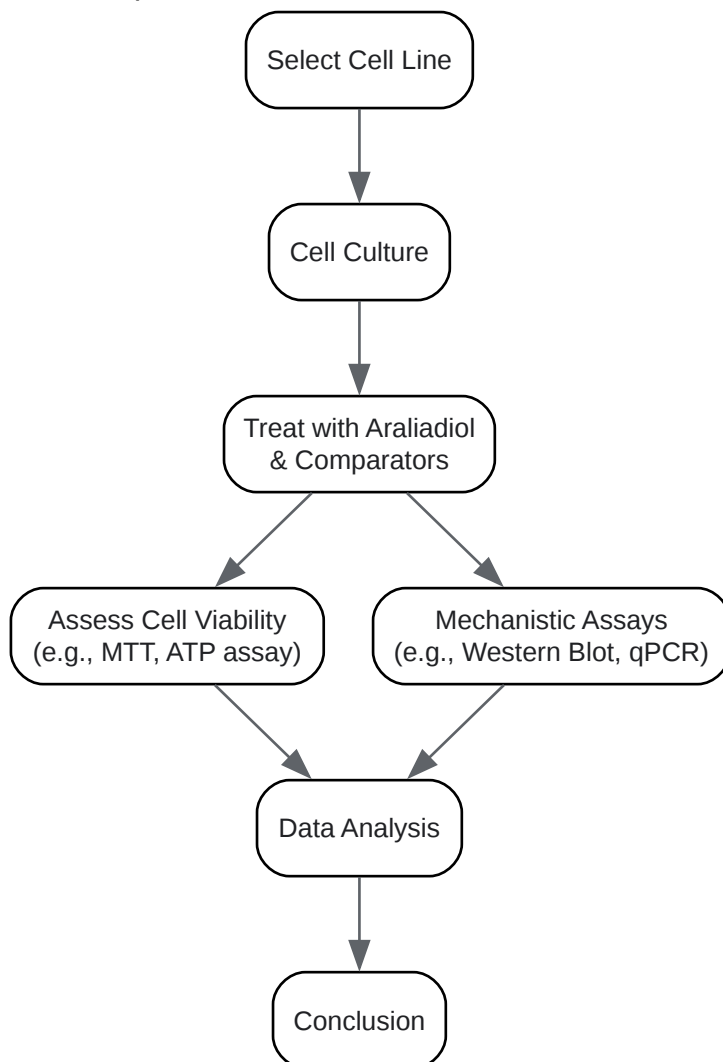 Select Cell Line
Cell Culture
Treat with Araliadiol
& Comparators
Assess Cell Viability
(e.g., MTT, ATP assay)
Mechanistic Assays
(e.g., Western Blot, qPCR)
Data Analysis
Conclusion